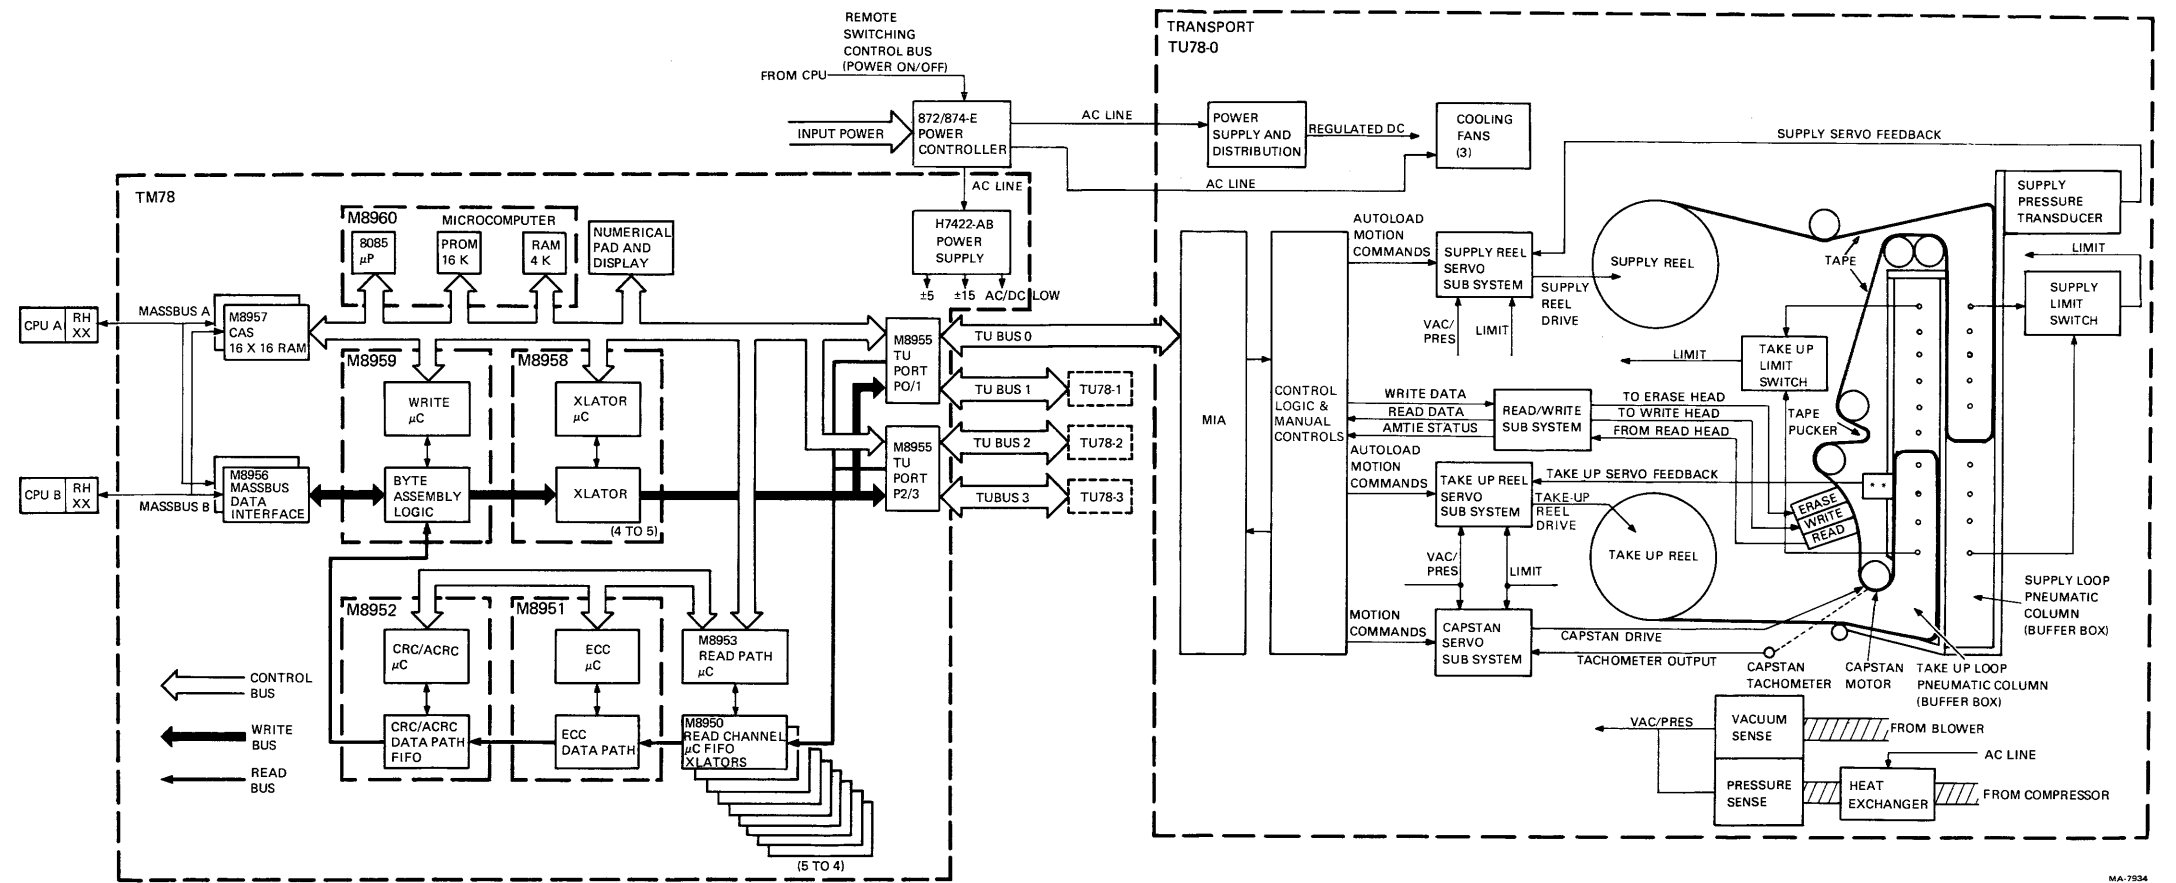 REMOTE
SWITCHING
CONTROL BUS
(POWER ON/OFF)
FROM CPU
INPUT POWER
872/874-E
POWER
CONTROLLER
AC LINE
AC LINE
AC LINE
TRANSPORT
TU78-0
POWER
SUPPLY AND
DISTRIBUTION
REGULATED DC
COOLING
FANS
(3)
TM78
M8960
MICROCOMPUTER
8085
µP
PROM
16 K
RAM
4 K
NUMERICAL
PAD AND
DISPLAY
H7422-AB
POWER
SUPPLY
±5
±15
AC/DC LOW
CPU A
RH
XX
MASSBUS A
M8957
CAS
16 X 16 RAM
CPU B
RH
XX
MASSBUS B
M8956
MASSBUS
DATA
INTERFACE
M8959
WRITE
µC
BYTE
ASSEMBLY
LOGIC
M8958
XLATOR
µC
XLATOR
(4 TO 5)
M8955
TU
PORT
PO/1
M8955
TU
PORT
P2/3
TU BUS 0
TU BUS 1
TU78-1
TU BUS 2
TU78-2
TUBUS 3
TU78-3
M8952
CRC/ACRC
µC
CRC/ACRC
DATA PATH
FIFO
M8951
ECC
µC
ECC
DATA PATH
M8953
READ PATH
µC
M8950
READ CHANNEL
µC FIFO
XLATORS
(5 TO 4)
CONTROL
BUS
WRITE
BUS
READ
BUS
MIA
CONTROL
LOGIC &
MANUAL
CONTROLS
AUTOLOAD
MOTION
COMMANDS
SUPPLY REEL
SERVO
SUB SYSTEM
VAC/
PRES
LIMIT
SUPPLY
REEL
DRIVE
SUPPLY REEL
SUPPLY SERVO FEEDBACK
TAPE
SUPPLY
PRESSURE
TRANSDUCER
LIMIT
SUPPLY
LIMIT
SWITCH
LIMIT
TAKE UP
LIMIT
SWITCH
TAPE
PUCKER
WRITE DATA
READ DATA
AMTIE STATUS
READ/WRITE
SUB SYSTEM
TO ERASE HEAD
TO WRITE HEAD
FROM READ HEAD
AUTOLOAD
MOTION
COMMANDS
TAKE UP REEL
SERVO
SUB SYSTEM
TAKE UP SERVO FEEDBACK
TAKE-UP
REEL
DRIVE
TAKE UP REEL
ERASE
WRITE
READ
VAC/
PRES
LIMIT
MOTION
COMMANDS
CAPSTAN
SERVO
SUB SYSTEM
CAPSTAN DRIVE
TACHOMETER OUTPUT
CAPSTAN
TACHOMETER
CAPSTAN
MOTOR
TAKE UP LOOP
PNEUMATIC COLUMN
(BUFFER BOX)
SUPPLY LOOP
PNEUMATIC
COLUMN
(BUFFER BOX)
VAC/PRES
VACUUM
SENSE
FROM BLOWER
PRESSURE
SENSE
HEAT
EXCHANGER
AC LINE
FROM COMPRESSOR
MA-7934